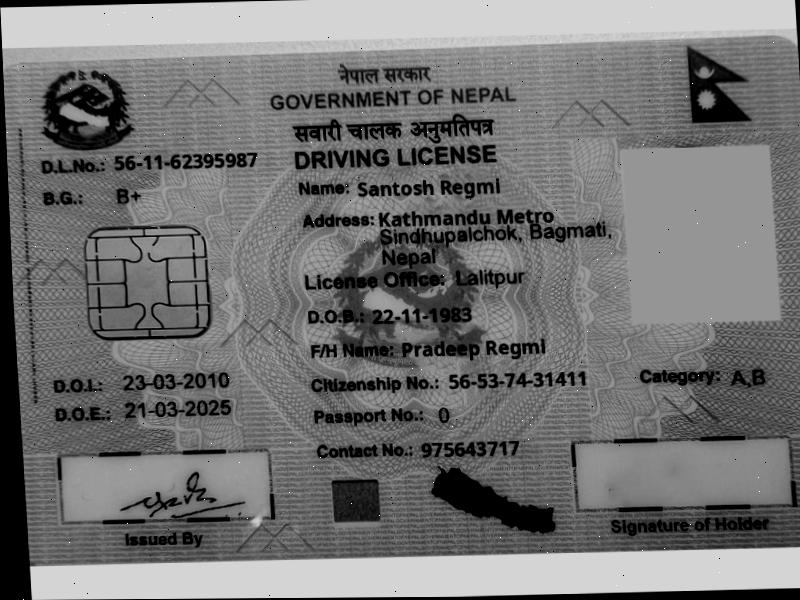 नेपाल सरकार
GOVERNMENT OF NEPAL
सवारी चालक अनुमतिपत्र
DRIVING LICENSE
D.L.No.: 56-11-62395987
B.G.: B+
Name: Santosh Regmi
Address: Kathmandu Metro
Sindhupalchok, Bagmati,
Nepal
License Office: Lalitpur
D.O.B.: 22-11-1983
F/H Name: Pradeep Regmi
D.O.I.: 23-03-2010
Citizenship No.: 56-53-74-31411
Category: A,B
D.O.E.: 21-03-2025
Passport No.: 0
Contact No.: 975643717
Issued By
Signature of Holder